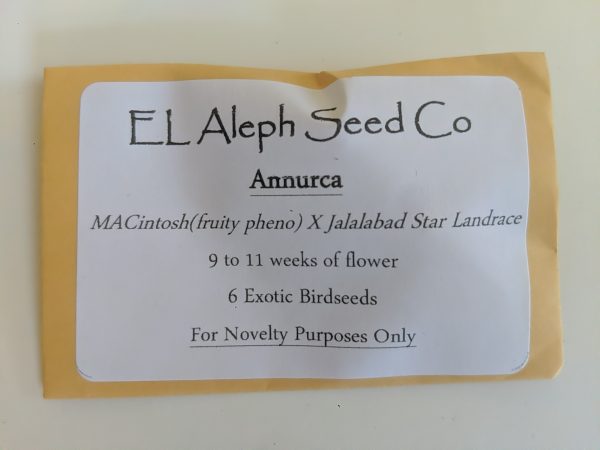 EL Aleph Seed Co
Annurca
MACintosh(fruity pheno) X Jalalabad Star Landrace
9 to 11 weeks of flower
6 Exotic Birdseeds
For Novelty Purposes Only